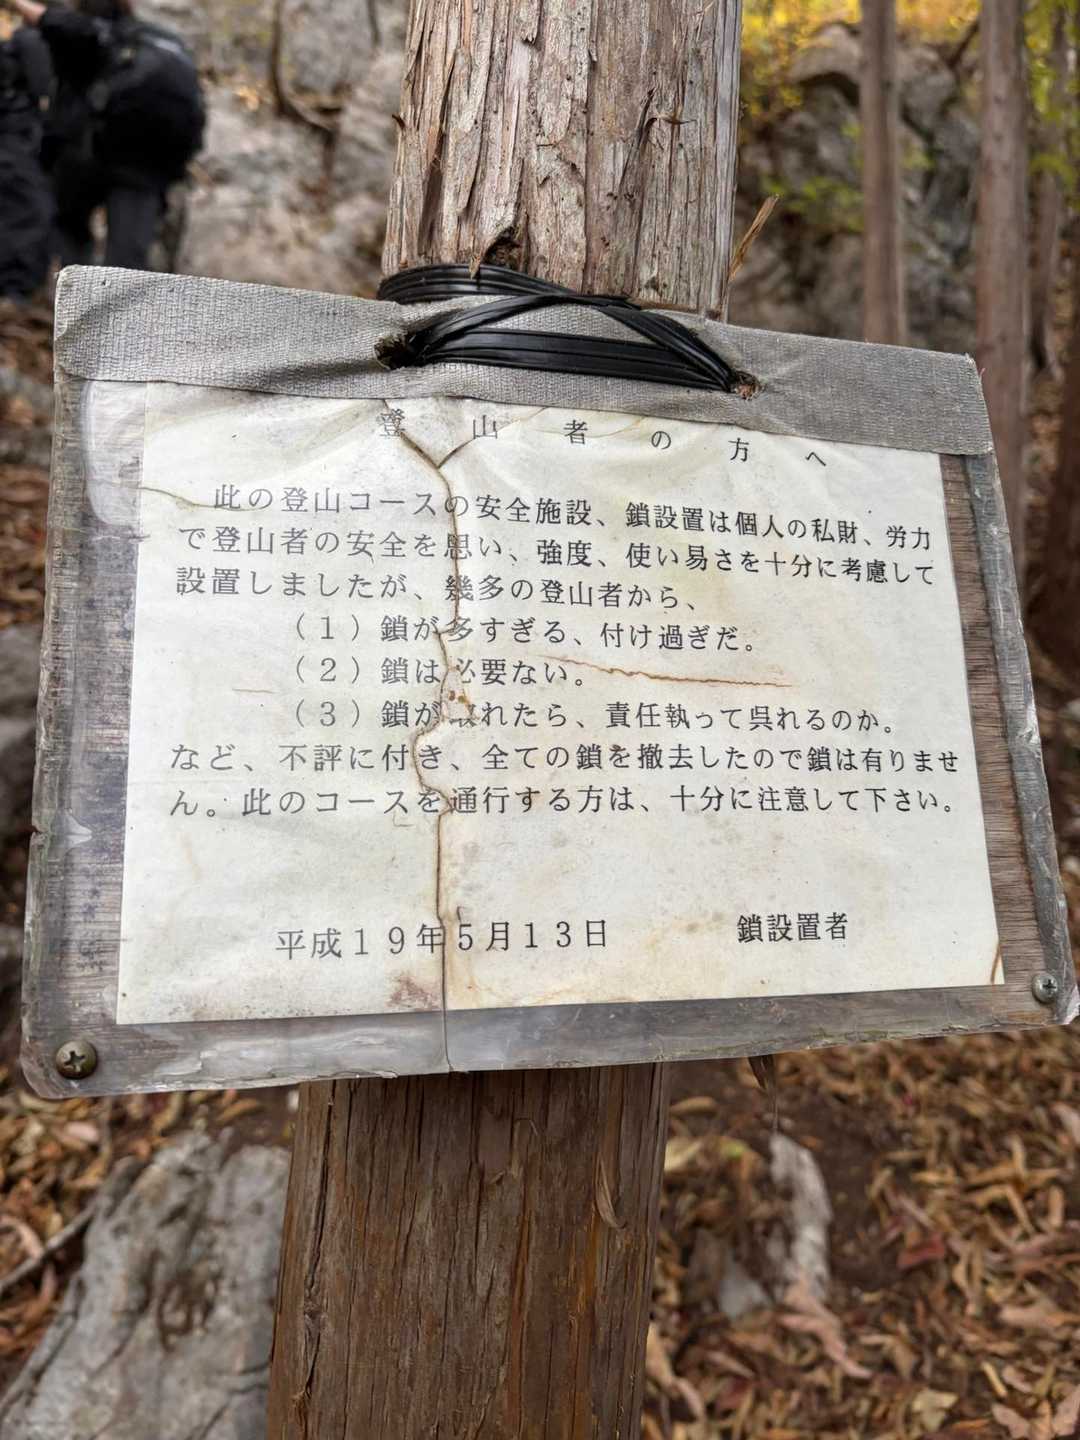 登山者の方へ
此の登山コースの安全施設、鎖設置は個人の私財、労力
で登山者の安全を思い、強度、使い易さを十分に考慮して
設置しましたが、幾多の登山者から、
（１）鎖が多すぎる、付け過ぎだ。
（２）鎖は必要ない。
（３）鎖が取れたら、責任執って呉れるのか。
など、不評に付き、全ての鎖を撤去したので鎖は有りませ
ん。此のコースを通行する方は、十分に注意して下さい。
平成１９年５月１３日　鎖設置者